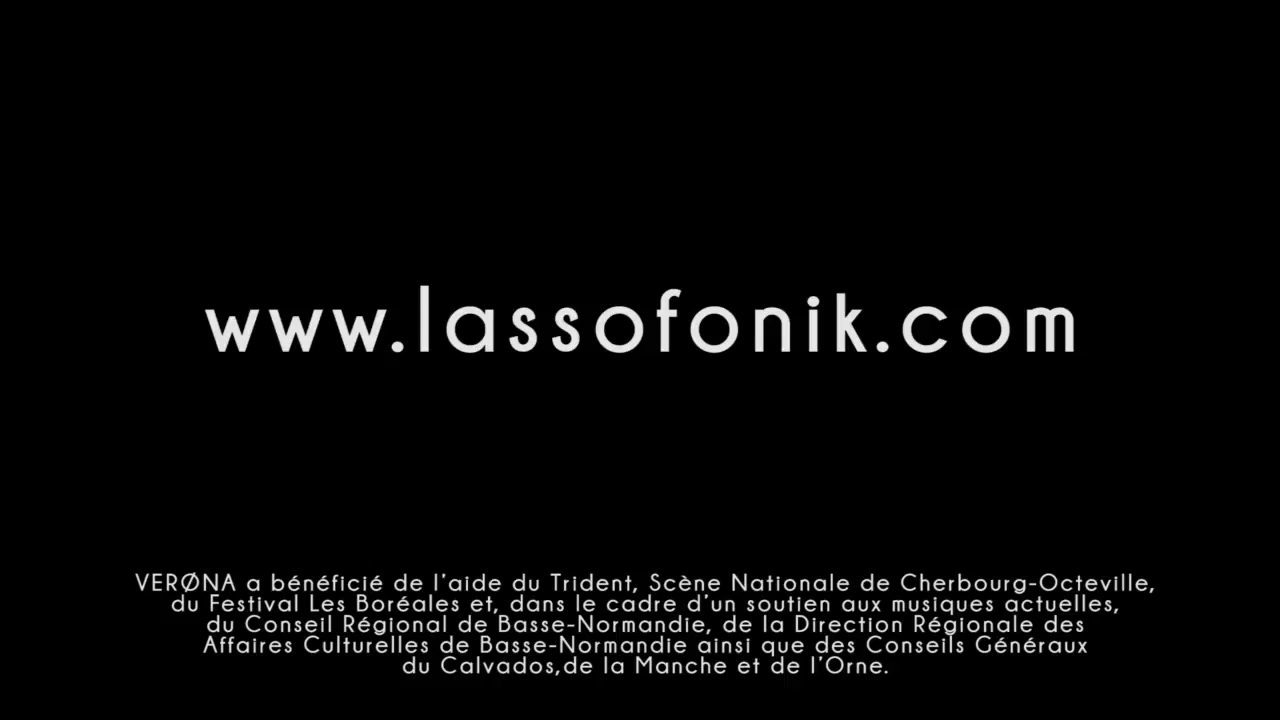 www.lassofonik.com
VERØNA a bénéficié de l'aide du Trident, Scène Nationale de Cherbourg-Octeville,
du Festival Les Boréales et, dans le cadre d'un soutien aux musiques actuelles,
du Conseil Régional de Basse-Normandie, de la Direction Régionale des
Affaires Culturelles de Basse-Normandie ainsi que des Conseils Généraux
du Calvados,de la Manche et de l'Orne.